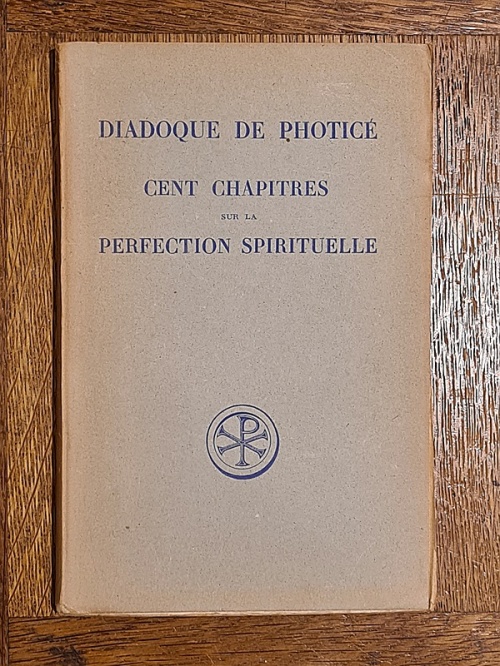 DIADOQUE DE PHOTICÉ
CENT CHAPITRES
SUR LA
PERFECTION SPIRITUELLE